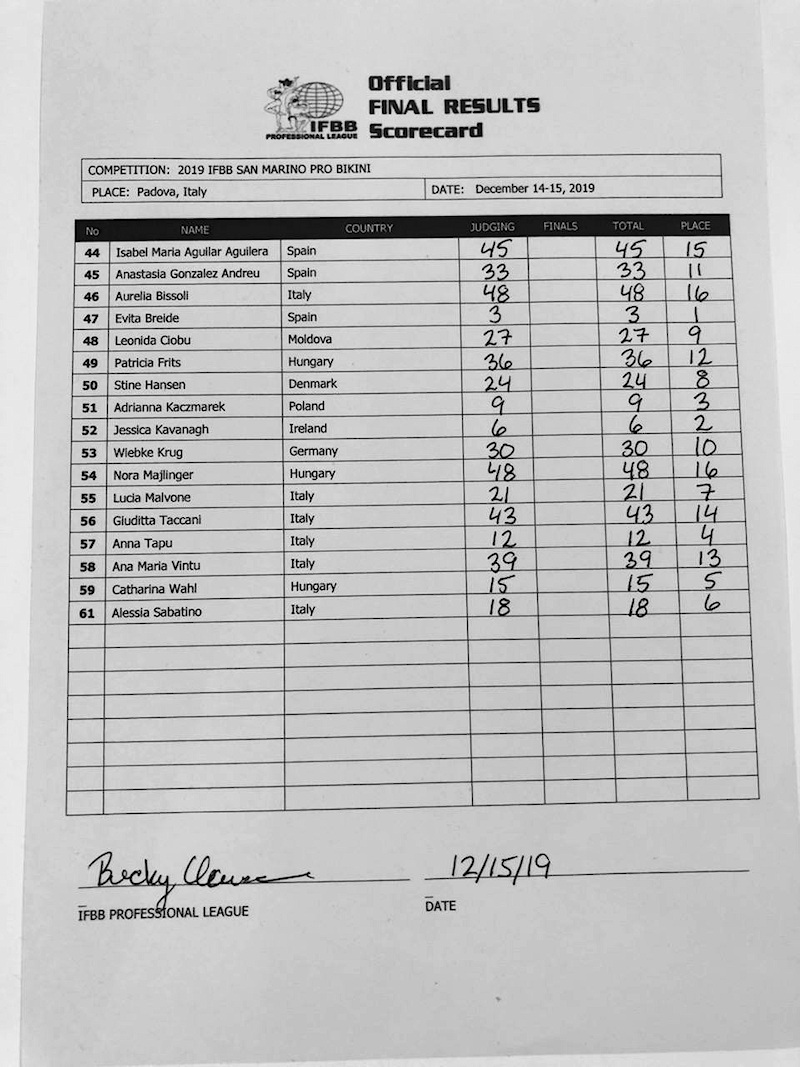 Official
FINAL RESULTS
Scorecard
IFBB
PROFESSIONAL LEAGUE
COMPETITION: 2019 IFBB SAN MARINO PRO BIKINI
PLACE: Padova, Italy DATE: December 14-15, 2019
No NAME COUNTRY JUDGING FINALS TOTAL PLACE
44 Isabel Maria Aguilar Aguilera Spain 45 45 15
45 Anastasia Gonzalez Andreu Spain 33 33 11
46 Aurelia Bissoli Italy 48 48 16
47 Evita Breide Spain 3 3 1
48 Leonida Ciobu Moldova 27 27 9
49 Patricia Frits Hungary 36 36 12
50 Stine Hansen Denmark 24 24 8
51 Adrianna Kaczmarek Poland 9 9 3
52 Jessica Kavanagh Ireland 6 6 2
53 Wiebke Krug Germany 30 30 10
54 Nora Majlinger Hungary 48 48 16
55 Lucia Malvone Italy 21 21 7
56 Giuditta Taccani Italy 43 43 14
57 Anna Tapu Italy 12 12 4
58 Ana Maria Vintu Italy 39 39 13
59 Catharina Wahl Hungary 15 15 5
61 Alessia Sabatino Italy 18 18 6
Becky 12/15/19
IFBB PROFESSIONAL LEAGUE DATE